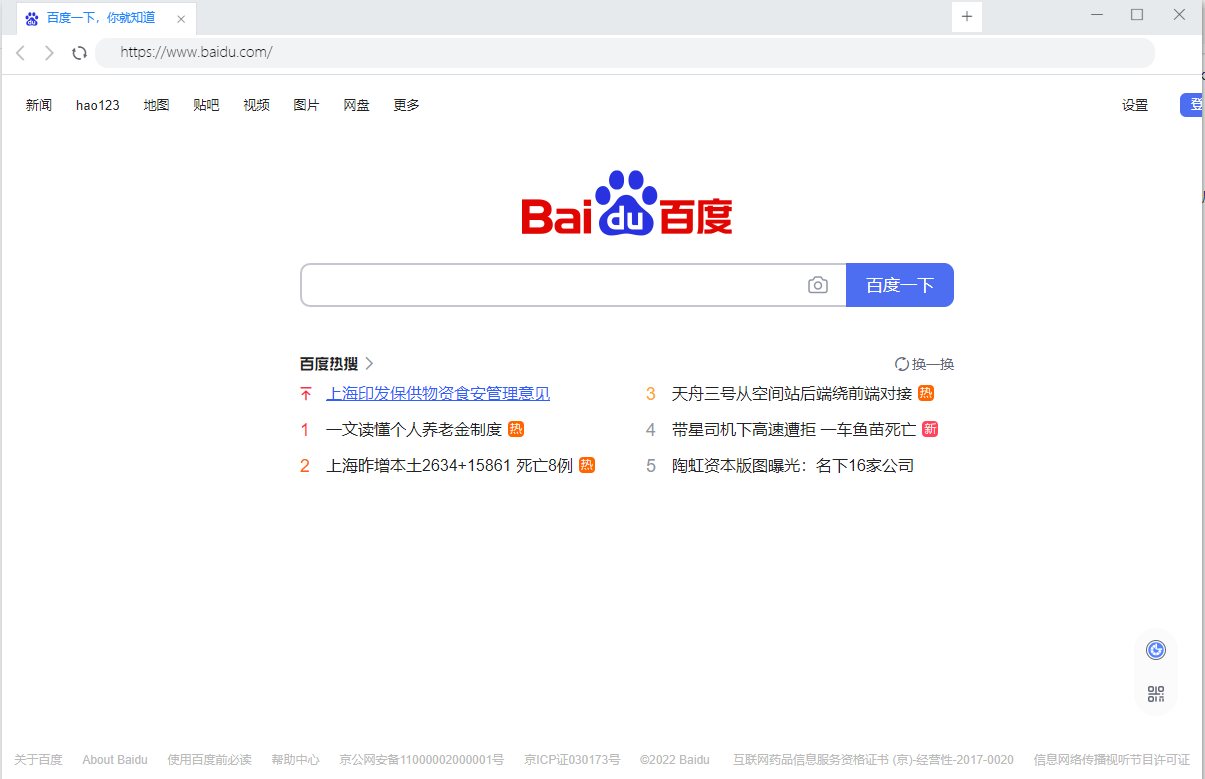 百度一下，你就知道
https://www.baidu.com/
新闻 hao123 地图 贴吧 视频 图片 网盘 更多 设置 登
Bai du 百度
百度一下
百度热搜 换一换
上海印发保供物资食安管理意见
1 一文读懂个人养老金制度 热
2 上海昨增本土2634+15861 死亡8例 热
3 天舟三号从空间站后端绕前端对接 热
4 带星司机下高速遭拒 一车鱼苗死亡 新
5 陶虹资本版图曝光：名下16家公司
关于百度 About Baidu 使用百度前必读 帮助中心 京公网安备11000002000001号 京ICP证030173号 ©2022 Baidu 互联网药品信息服务资格证书 (京)-经营性-2017-0020 信息网络传播视听节目许可证